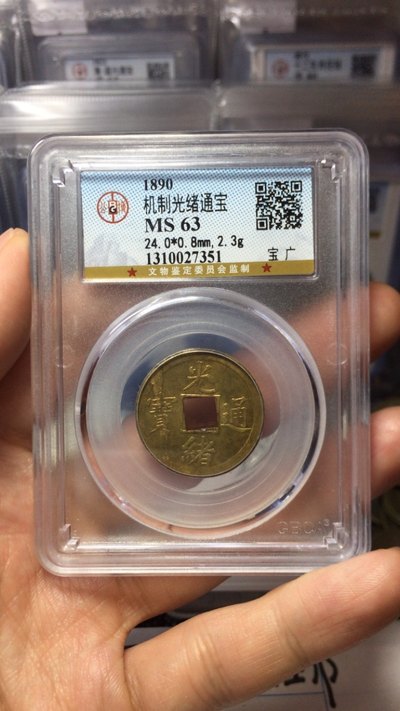 1890
机制光绪通宝
MS 63
24.0*0.8mm,2.3g
1310027351
宝广
★ 文物鉴定委员会监制 ★
光
緒
通
寶